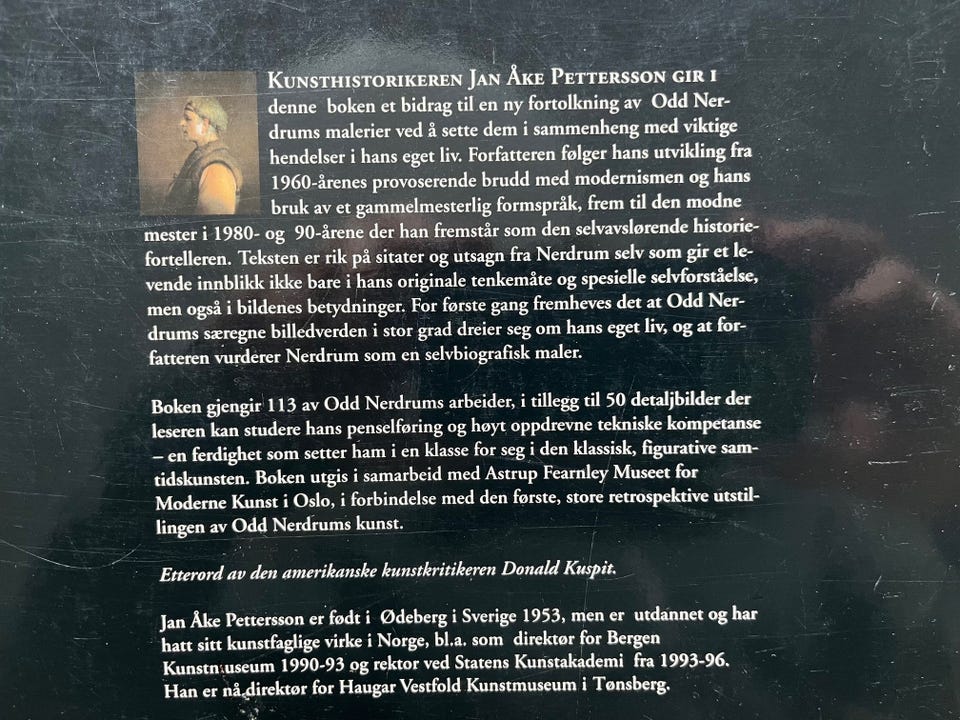 KUNSTHISTORIKEREN JAN ÅKE PETTERSSON GIR I
denne boken et bidrag til en ny fortolkning av Odd Ner-
drums malerier ved å sette dem i sammenheng med viktige
hendelser i hans eget liv. Forfatteren følger hans utvikling fra
1960-årenes provoserende brudd med modernismen og hans
bruk av et gammelmesterlig formspråk, frem til den modne
mester i 1980- og 90-årene der han fremstår som den selvavslørende historie-
fortelleren. Teksten er rik på sitater og utsagn fra Nerdrum selv som gir et le-
vende innblikk ikke bare i hans originale tenkemåte og spesielle selvforståelse,
men også i bildenes betydninger. For første gang fremheves det at Odd Ner-
drums særegne billedverden i stor grad dreier seg om hans eget liv, og at for-
fatteren vurderer Nerdrum som en selvbiografisk maler.
Boken gjengir 113 av Odd Nerdrums arbeider, i tillegg til 50 detaljbilder der
leseren kan studere hans penselføring og høyt oppdrevne tekniske kompetanse
– en ferdighet som setter ham i en klasse for seg i den klassisk, figurative sam-
tidskunsten. Boken utgis i samarbeid med Astrup Fearnley Museet for
Moderne Kunst i Oslo, i forbindelse med den første, store retrospektive utstil-
lingen av Odd Nerdrums kunst.
Etterord av den amerikanske kunstkritikeren Donald Kuspit.
Jan Åke Pettersson er født i Ødeberg i Sverige 1953, men er utdannet og har
hatt sitt kunstfaglige virke i Norge, bl.a. som direktør for Bergen
Kunstmuseum 1990-93 og rektor ved Statens Kunstakademi fra 1993-96.
Han er nå direktør for Haugar Vestfold Kunstmuseum i Tønsberg.